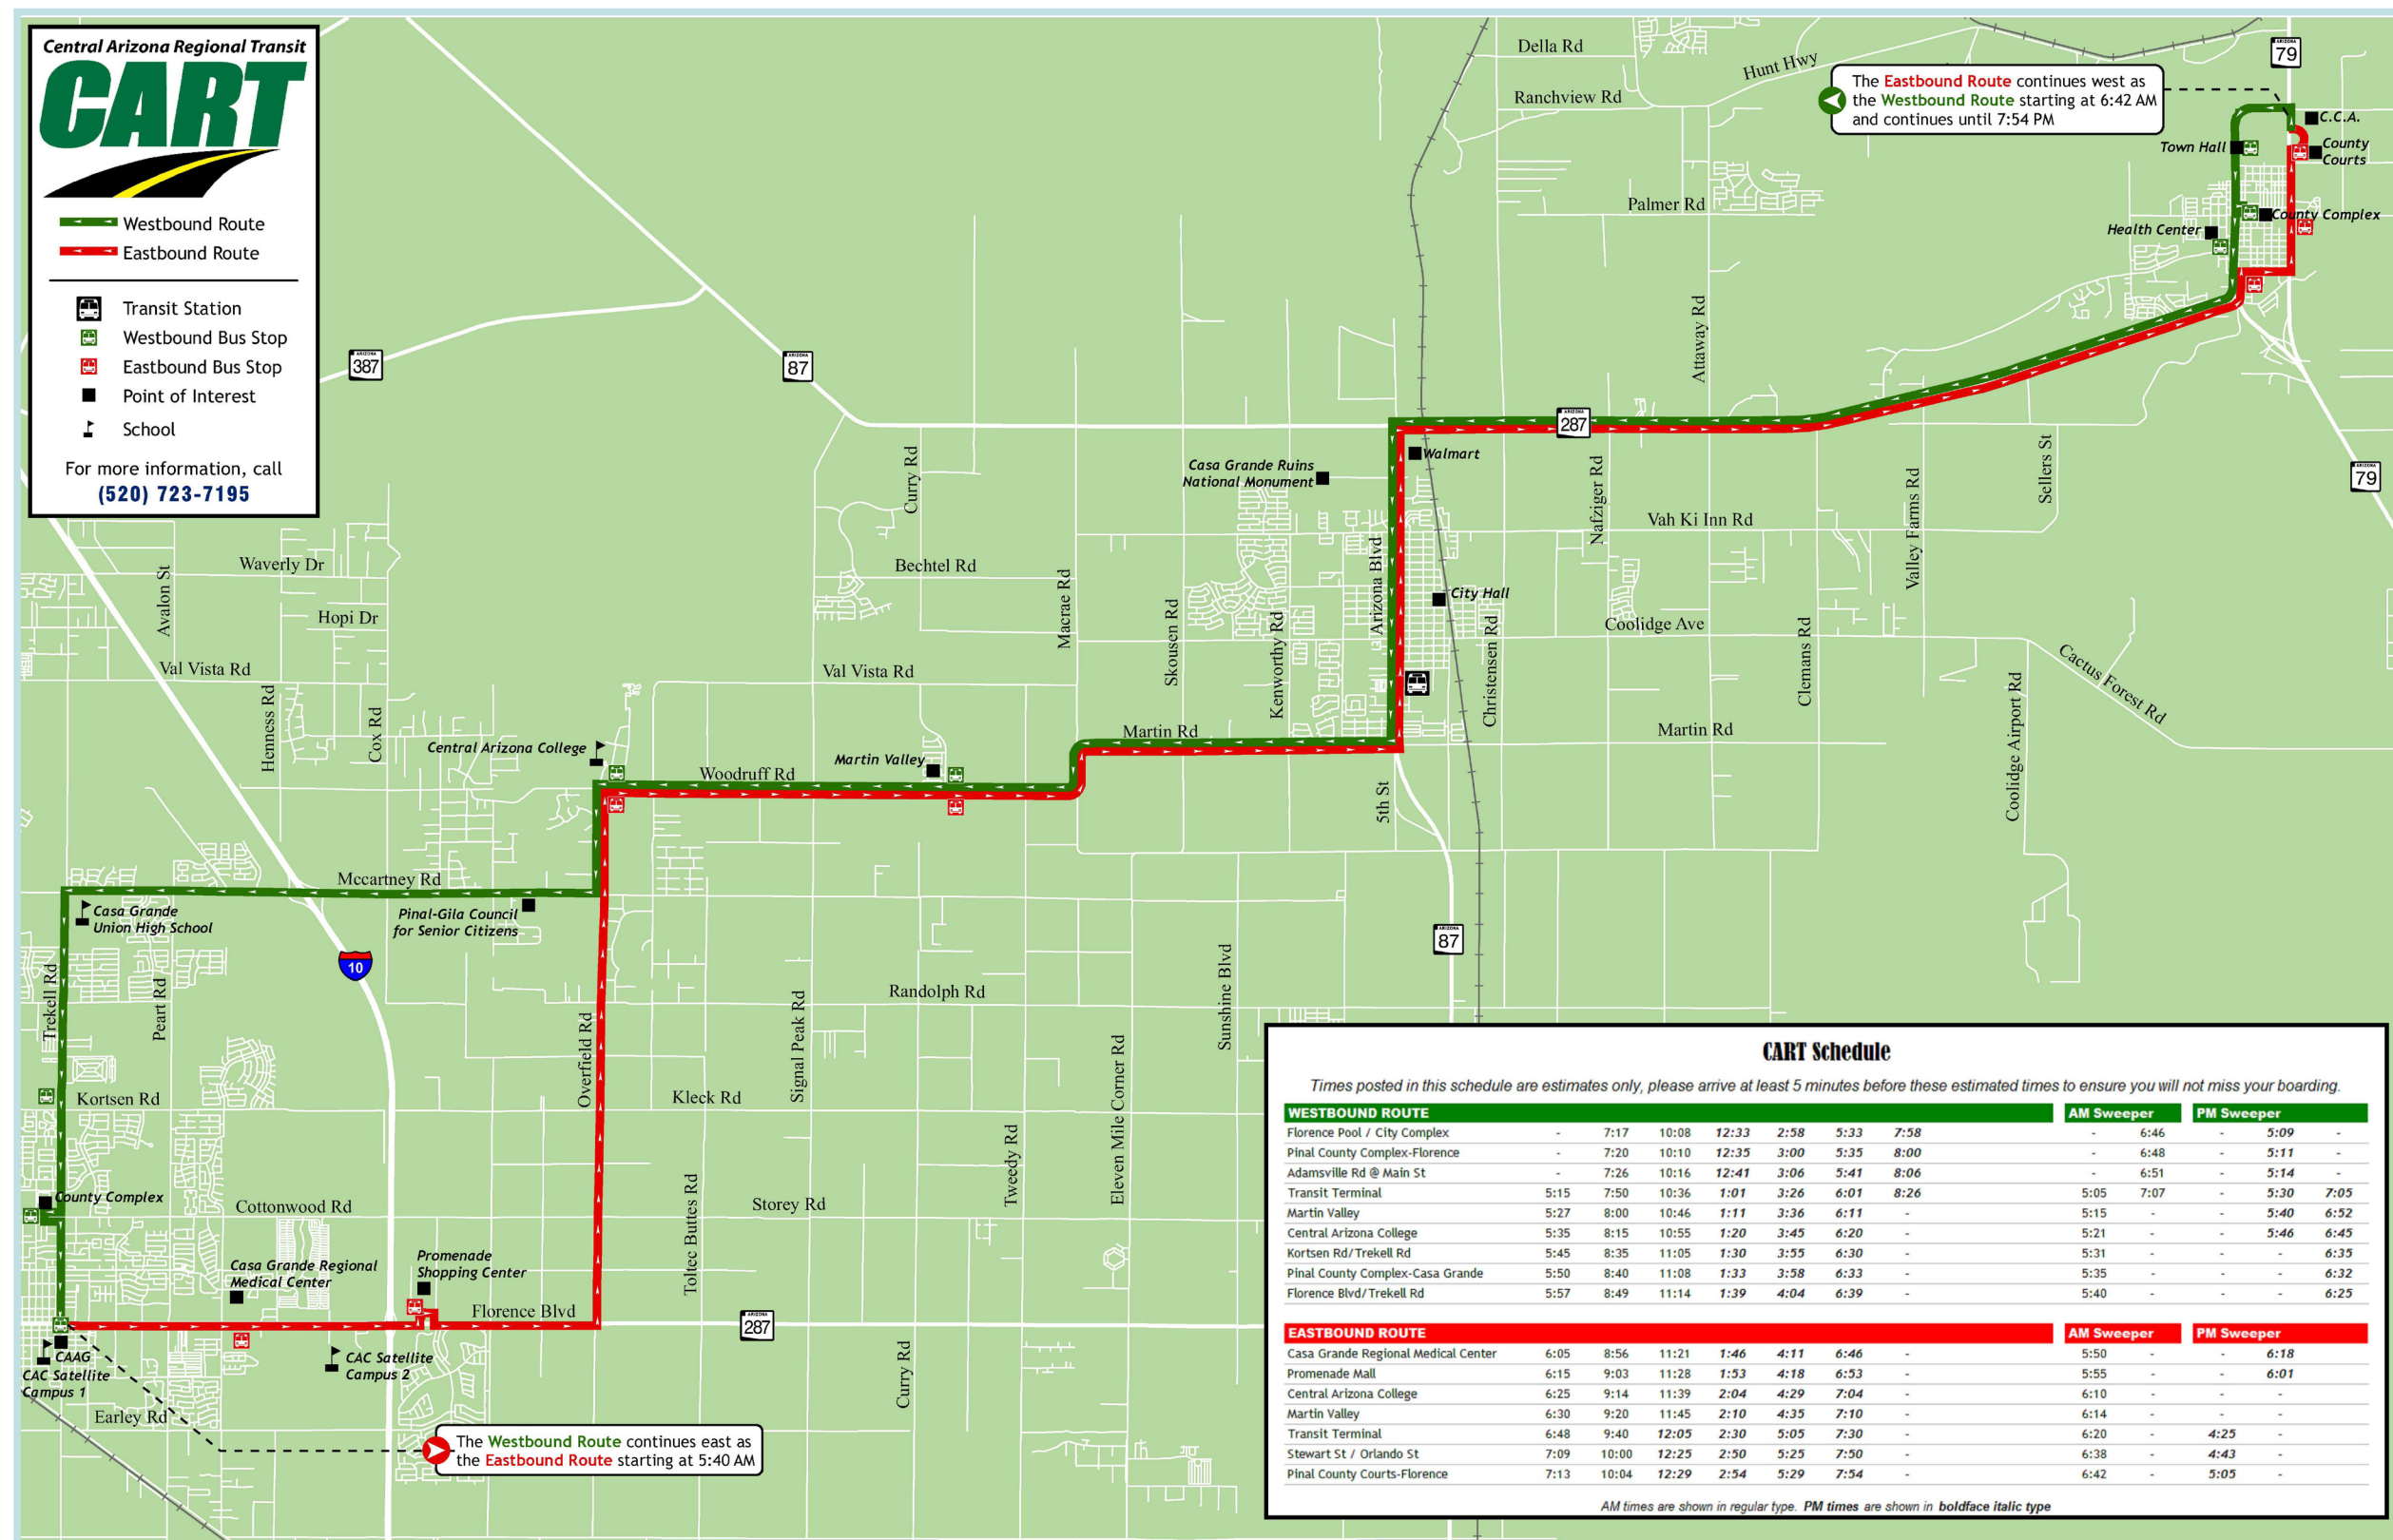 Central Arizona Regional Transit
CART
Westbound Route
Eastbound Route
Transit Station
Westbound Bus Stop
Eastbound Bus Stop
Point of Interest
School
For more information, call
(520) 723-7195
Della Rd
Hunt Hwy
Ranchview Rd
The Eastbound Route continues west as
the Westbound Route starting at 6:42 AM
and continues until 7:54 PM
ARIZONA
79
C.C.A.
County
Courts
Town Hall
County Complex
Health Center
Palmer Rd
Attaway Rd
ARIZONA
387
ARIZONA
87
ARIZONA
287
ARIZONA
79
Walmart
Casa Grande Ruins
National Monument
Curry Rd
Nafziger Rd
Valley Farms Rd
Sellers St
Vah Ki Inn Rd
Waverly Dr
Avalon St
Hopi Dr
Bechtel Rd
Macrae Rd
Skousen Rd
Kenworthy Rd
Arizona Blvd
City Hall
Christensen Rd
Coolidge Ave
Clemans Rd
Cactus Forest Rd
Coolidge Airport Rd
Val Vista Rd
Val Vista Rd
Henness Rd
Cox Rd
Central Arizona College
Woodruff Rd
Martin Valley
Martin Rd
Martin Rd
5th St
Mccartney Rd
Casa Grande
Union High School
Pinal-Gila Council
for Senior Citizens
10
ARIZONA
87
Trekell Rd
Peart Rd
Overfield Rd
Signal Peak Rd
Randolph Rd
Sunshine Blvd
Eleven Mile Corner Rd
Kortsen Rd
Kleck Rd
Tweedy Rd
Toltec Buttes Rd
County Complex
Cottonwood Rd
Storey Rd
Casa Grande Regional
Medical Center
Promenade
Shopping Center
Florence Blvd
ARIZONA
287
Curry Rd
CAAG
CAC Satellite
Campus 1
CAC Satellite
Campus 2
Earley Rd
The Westbound Route continues east as
the Eastbound Route starting at 5:40 AM
CART Schedule
Times posted in this schedule are estimates only, please arrive at least 5 minutes before these estimated times to ensure you will not miss your boarding.
WESTBOUND ROUTE AM Sweeper PM Sweeper
Florence Pool / City Complex - 7:17 10:08 12:33 2:58 5:33 7:58 - 6:46 - 5:09 -
Pinal County Complex-Florence - 7:20 10:10 12:35 3:00 5:35 8:00 - 6:48 - 5:11 -
Adamsville Rd @ Main St - 7:26 10:16 12:41 3:06 5:41 8:06 - 6:51 - 5:14 -
Transit Terminal 5:15 7:50 10:36 1:01 3:26 6:01 8:26 5:05 7:07 - 5:30 7:05
Martin Valley 5:27 8:00 10:46 1:11 3:36 6:11 - 5:15 - - 5:40 6:52
Central Arizona College 5:35 8:15 10:55 1:20 3:45 6:20 - 5:21 - - 5:46 6:45
Kortsen Rd/Trekell Rd 5:45 8:35 11:05 1:30 3:55 6:30 - 5:31 - - - 6:35
Pinal County Complex-Casa Grande 5:50 8:40 11:08 1:33 3:58 6:33 - 5:35 - - - 6:32
Florence Blvd/Trekell Rd 5:57 8:49 11:14 1:39 4:04 6:39 - 5:40 - - - 6:25
EASTBOUND ROUTE AM Sweeper PM Sweeper
Casa Grande Regional Medical Center 6:05 8:56 11:21 1:46 4:11 6:46 - 5:50 - - 6:18
Promenade Mall 6:15 9:03 11:28 1:53 4:18 6:53 - 5:55 - - 6:01
Central Arizona College 6:25 9:14 11:39 2:04 4:29 7:04 - 6:10 - - -
Martin Valley 6:30 9:20 11:45 2:10 4:35 7:10 - 6:14 - - -
Transit Terminal 6:48 9:40 12:05 2:30 5:05 7:30 - 6:20 - 4:25 -
Stewart St / Orlando St 7:09 10:00 12:25 2:50 5:25 7:50 - 6:38 - 4:43 -
Pinal County Courts-Florence 7:13 10:04 12:29 2:54 5:29 7:54 - 6:42 - 5:05 -
AM times are shown in regular type. PM times are shown in boldface italic type